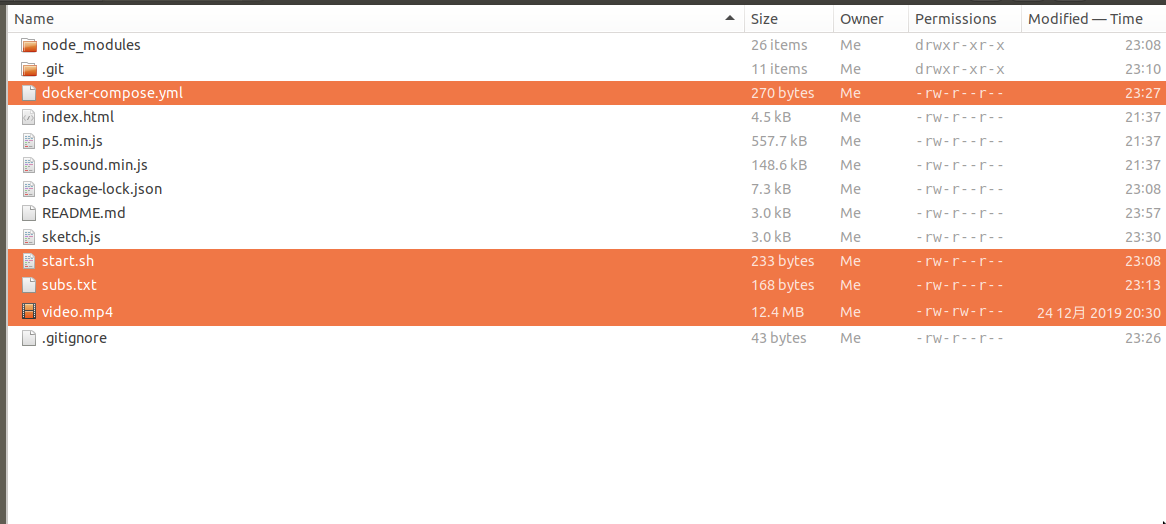 Name Size Owner Permissions Modified — Time
node_modules 26 items Me drwxr-xr-x 23:08
.git 11 items Me drwxr-xr-x 23:10
docker-compose.yml 270 bytes Me -rw-r--r-- 23:27
index.html 4.5 kB Me -rw-r--r-- 21:37
p5.min.js 557.7 kB Me -rw-r--r-- 21:37
p5.sound.min.js 148.6 kB Me -rw-r--r-- 21:37
package-lock.json 7.3 kB Me -rw-r--r-- 23:08
README.md 3.0 kB Me -rw-r--r-- 23:57
sketch.js 3.0 kB Me -rw-r--r-- 23:30
start.sh 233 bytes Me -rw-r--r-- 23:08
subs.txt 168 bytes Me -rw-r--r-- 23:13
video.mp4 12.4 MB Me -rw-rw-r-- 24 12月 2019 20:30
.gitignore 43 bytes Me -rw-r--r-- 23:26